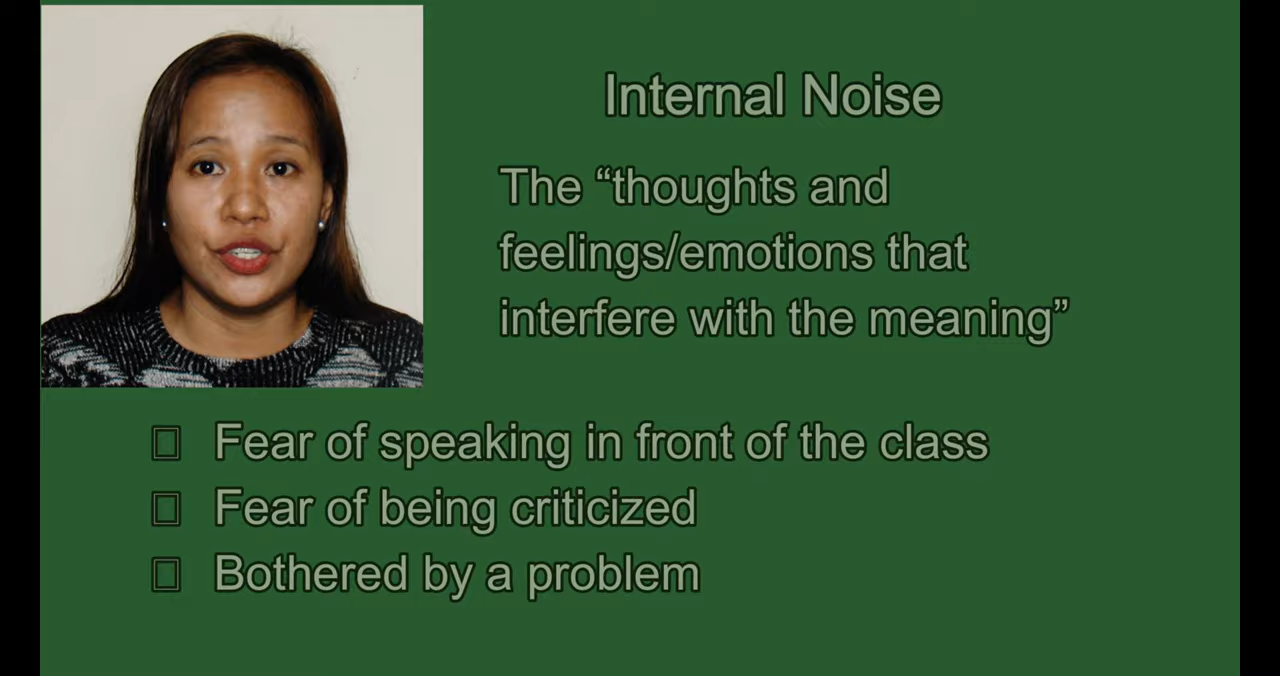 Internal Noise
The “thoughts and
feelings/emotions that
interfere with the meaning”
Fear of speaking in front of the class
Fear of being criticized
Bothered by a problem